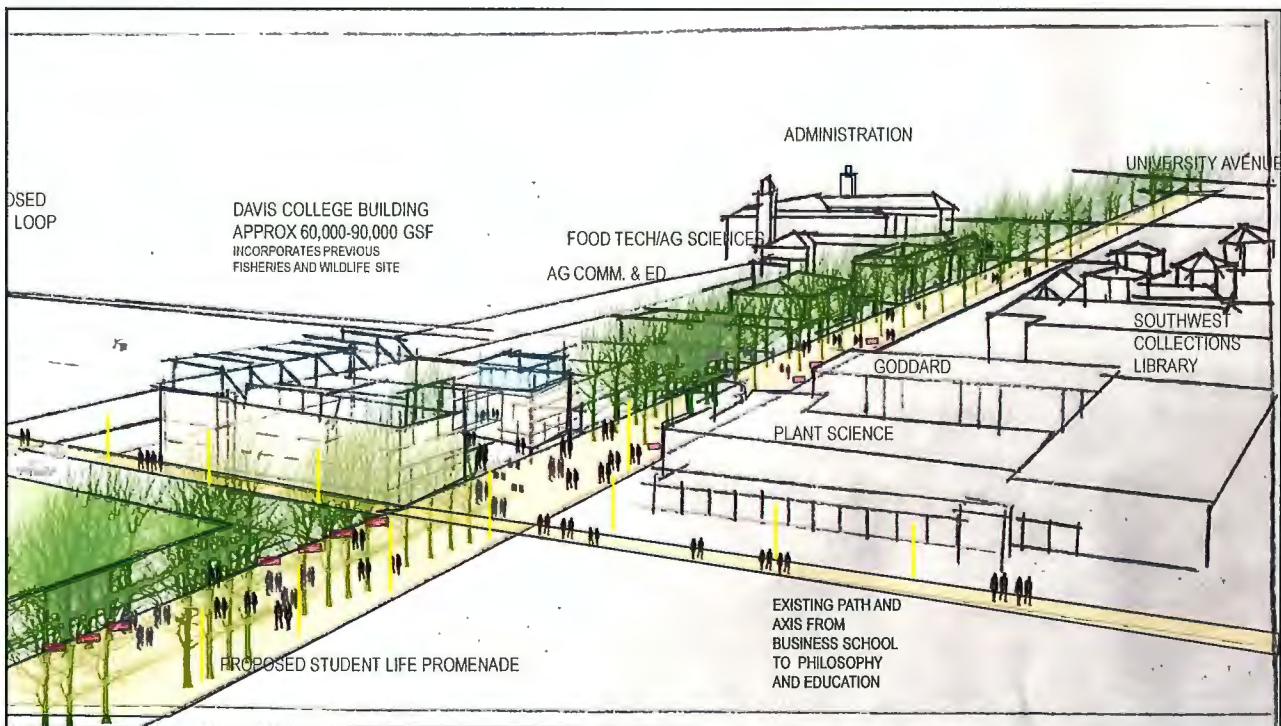 ADMINISTRATION
UNIVERSITY AVENUE
OSED
LOOP
DAVIS COLLEGE BUILDING
APPROX 60,000-90,000 GSF
INCORPORATES PREVIOUS
FISHERIES AND WILDLIFE SITE
FOOD TECH/AG SCIENCES
AG COMM. & ED
SOUTHWEST
COLLECTIONS
LIBRARY
GODDARD
PLANT SCIENCE
EXISTING PATH AND
AXIS FROM
BUSINESS SCHOOL
TO PHILOSOPHY
AND EDUCATION
PROPOSED STUDENT LIFE PROMENADE